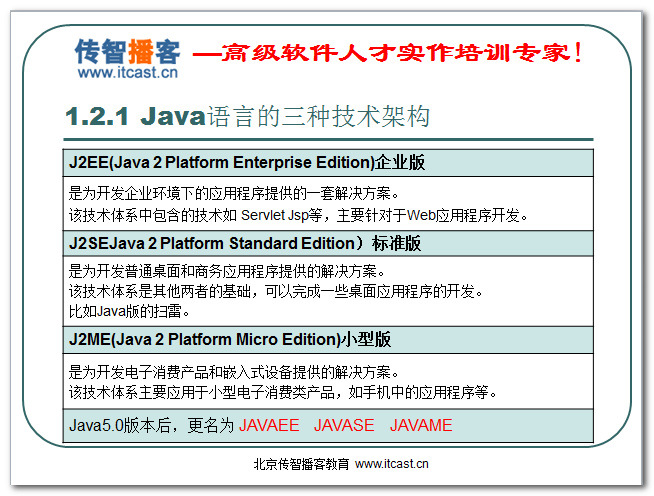 传智播客 —高级软件人才实作培训专家!
www.itcast.cn
1.2.1 Java语言的三种技术架构
J2EE(Java 2 Platform Enterprise Edition)企业版
是为开发企业环境下的应用程序提供的一套解决方案。
该技术体系中包含的技术如 Servlet Jsp等，主要针对于Web应用程序开发。
J2SEJava 2 Platform Standard Edition）标准版
是为开发普通桌面和商务应用程序提供的解决方案。
该技术体系是其他两者的基础，可以完成一些桌面应用程序的开发。
比如Java版的扫雷。
J2ME(Java 2 Platform Micro Edition)小型版
是为开发电子消费产品和嵌入式设备提供的解决方案。
该技术体系主要应用于小型电子消费类产品，如手机中的应用程序等。
Java5.0版本后，更名为 JAVAEE JAVASE JAVAME
北京传智播客教育 www.itcast.cn